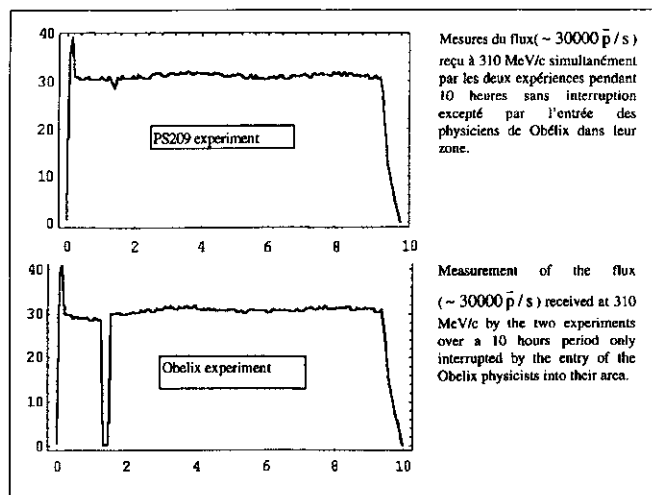 40
30
20
10
0
PS209 experiment
0
2
4
6
8
10
Mesures du flux(~ 30000 p̄ / s)
reçu à 310 MeV/c simultanément
par les deux expériences pendant
10 heures sans interruption
excepté par l'entrée des
physiciens de Obélix dans leur
zone.
40
30
20
10
0
Obelix experiment
0
2
4
6
8
10
Measurement of the flux
(~ 30000 p̄ / s) received at 310
MeV/c by the two experiments
over a 10 hours period only
interrupted by the entry of the
Obelix physicists into their area.